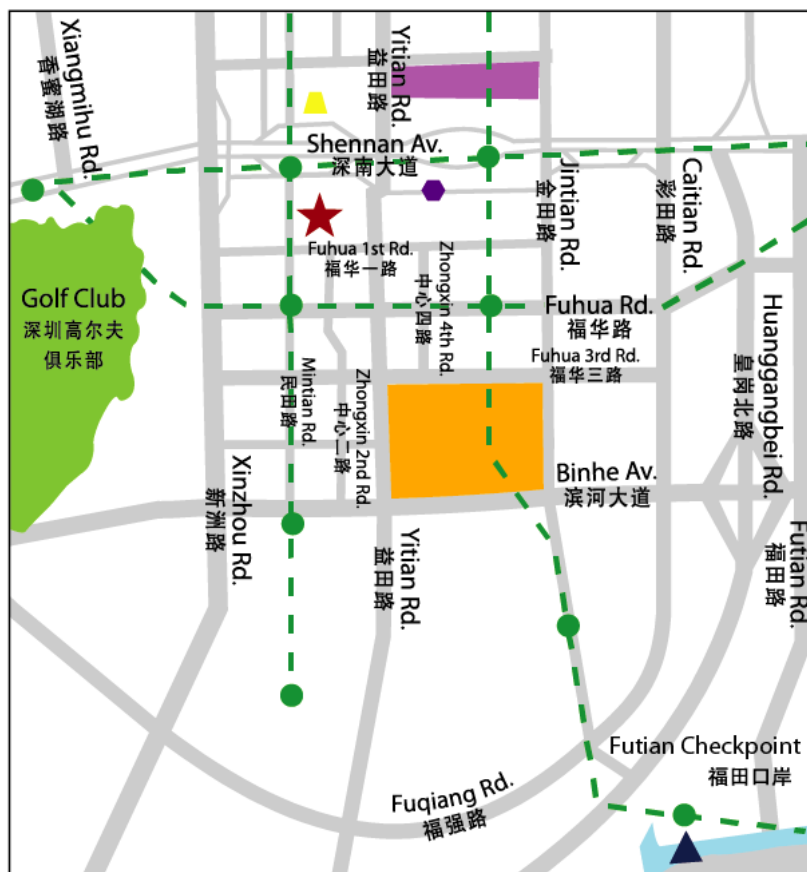 Xiangmihu Rd.
香蜜湖路
Yitian Rd.
益田路
Shennan Av.
深南大道
Jintian Rd.
金田路
Caitian Rd.
彩田路
Fuhua 1st Rd.
福华一路
Zhongxin 4th Rd.
中心四路
Golf Club
深圳高尔夫
俱乐部
Fuhua Rd.
福华路
Huanggangbei Rd.
皇岗北路
Fuhua 3rd Rd.
福华三路
Mintian Rd.
民田路
Zhongxin 2nd Rd.
中心二路
Xinzhou Rd.
新洲路
Binhe Av.
滨河大道
Yitian Rd.
益田路
Futian Rd.
福田路
Futian Checkpoint
福田口岸
Fuqiang Rd.
福强路